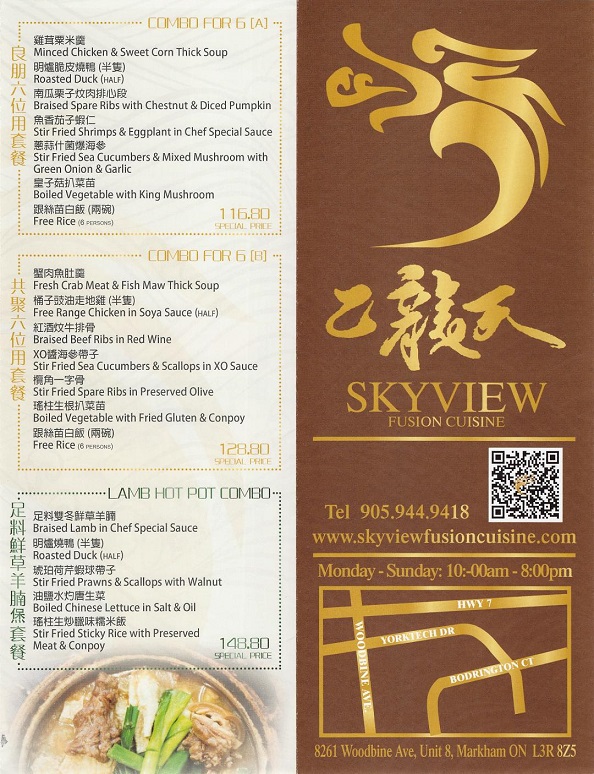 良朋六位用套餐
COMBO FOR 6 [A]
雞茸粟米羹
Minced Chicken & Sweet Corn Thick Soup
明爐脆皮燒鴨 (半隻)
Roasted Duck (HALF)
南瓜栗子炆肉排心段
Braised Spare Ribs with Chestnut & Diced Pumpkin
魚香茄子蝦仁
Stir Fried Shrimps & Eggplant in Chef Special Sauce
蔥蒜什菌爆海參
Stir Fried Sea Cucumbers & Mixed Mushroom with
Green Onion & Garlic
皇子菇扒菜苗
Boiled Vegetable with King Mushroom
跟絲苗白飯 (兩碗)
Free Rice (6 PERSONS)
116.80
SPECIAL PRICE
共聚六位用套餐
COMBO FOR 6 [B]
蟹肉魚肚羹
Fresh Crab Meat & Fish Maw Thick Soup
桶子豉油走地雞 (半隻)
Free Range Chicken in Soya Sauce (HALF)
紅酒炆牛排骨
Braised Beef Ribs in Red Wine
XO醬海參帶子
Stir Fried Sea Cucumbers & Scallops in XO Sauce
欖角一字骨
Stir Fried Spare Ribs in Preserved Olive
瑤柱生根扒菜苗
Boiled Vegetable with Fried Gluten & Conpoy
跟絲苗白飯 (兩碗)
Free Rice (6 PERSONS)
128.80
SPECIAL PRICE
足料鮮草羊腩煲套餐
LAMB HOT POT COMBO
足料雙冬鮮草羊腩
Braised Lamb in Chef Special Sauce
明爐燒鴨 (半隻)
Roasted Duck (HALF)
琥珀荷芹蝦球帶子
Stir Fried Prawns & Scallops with Walnut
油鹽水灼唐生菜
Boiled Chinese Lettuce in Salt & Oil
瑤柱生炒臘味糯米飯
Stir Fried Sticky Rice with Preserved
Meat & Conpoy
148.80
SPECIAL PRICE
乙龍天
SKYVIEW
FUSION CUISINE
Tel 905.944.9418
www.skyviewfusioncuisine.com
Monday - Sunday: 10:-00am - 8:00pm
HWY 7
WOODBINE AVE
YORKTECH DR
BODRINGTON CT
8261 Woodbine Ave, Unit 8, Markham ON L3R 8Z5